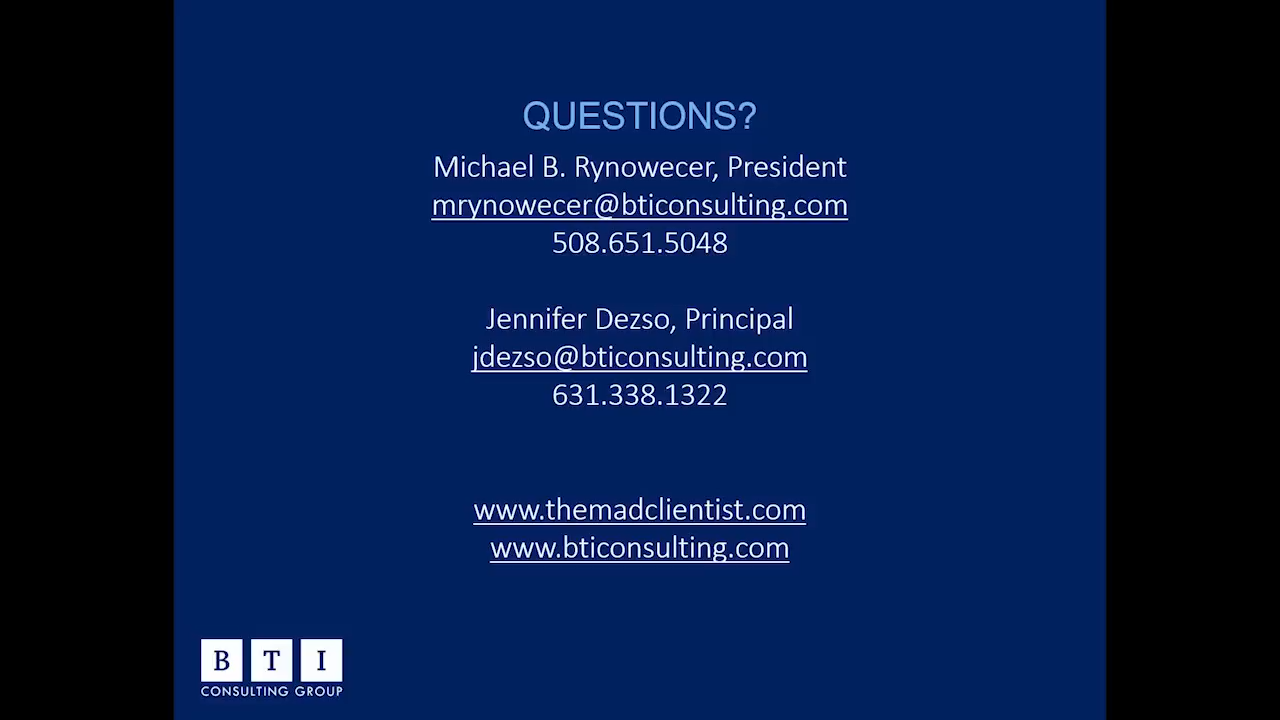 QUESTIONS?
Michael B. Rynowecer, President
mrynowecer@bticonsulting.com
508.651.5048
Jennifer Dezso, Principal
jdezso@bticonsulting.com
631.338.1322
www.themadclientist.com
www.bticonsulting.com
B T I
CONSULTING GROUP